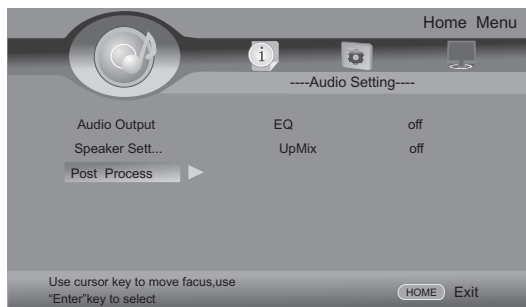 Home Menu
i
----Audio Setting----
Audio Output EQ off
Speaker Sett... UpMix off
Post Process
Use cursor key to move facus,use
“Enter”key to select
HOME Exit